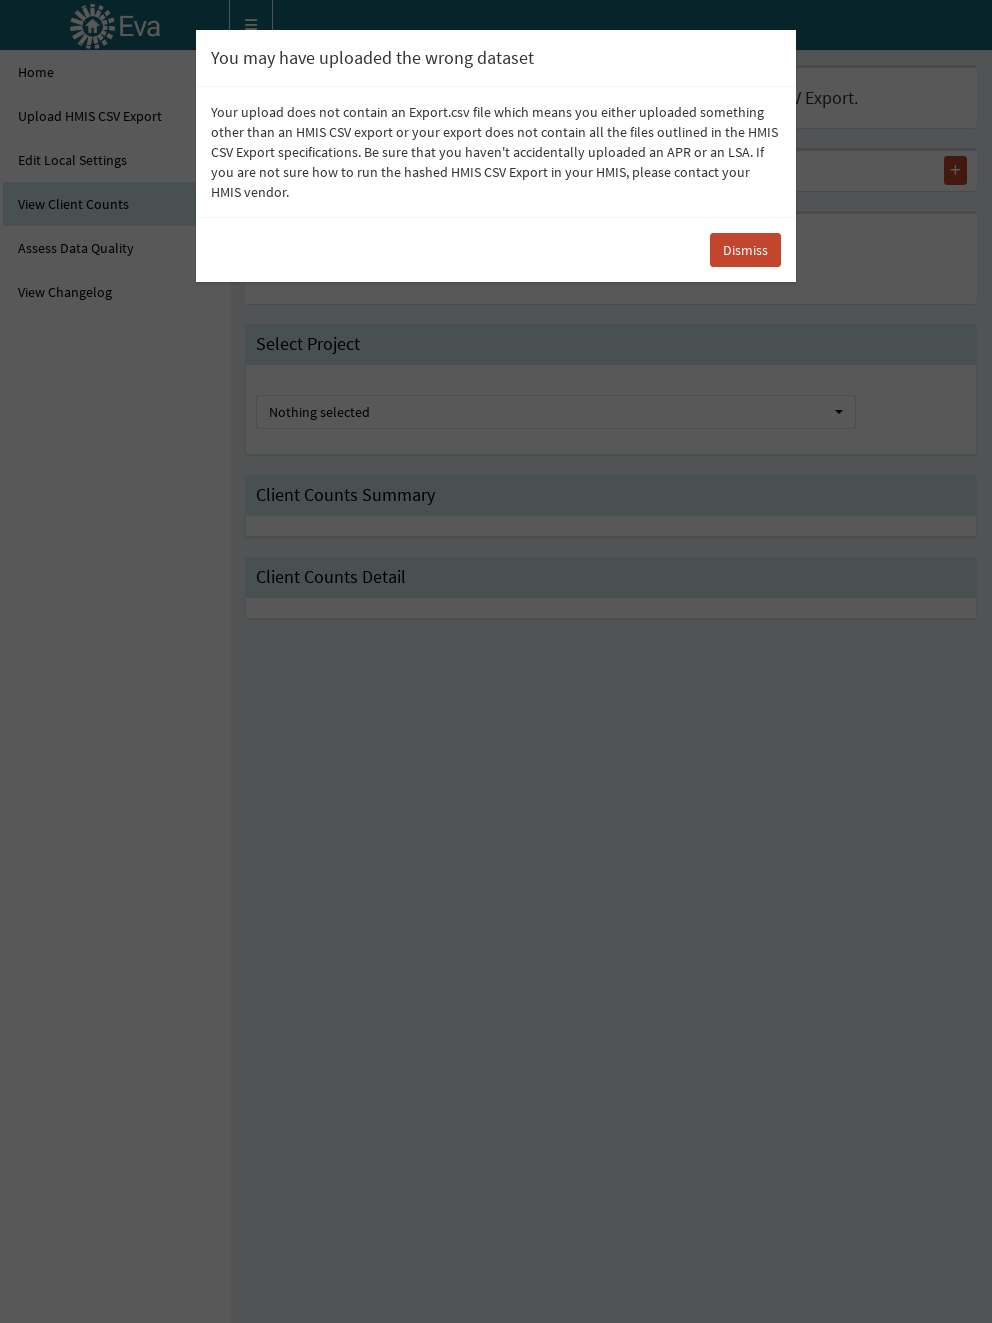 Eva
You may have uploaded the wrong dataset
Home
V Export.
Your upload does not contain an Export.csv file which means you either uploaded something
other than an HMIS CSV export or your export does not contain all the files outlined in the HMIS
CSV Export specifications. Be sure that you haven't accidentally uploaded an APR or an LSA. If
you are not sure how to run the hashed HMIS CSV Export in your HMIS, please contact your
HMIS vendor.
Dismiss
Upload HMIS CSV Export
Edit Local Settings
View Client Counts
Assess Data Quality
View Changelog
Select Project
Nothing selected
Client Counts Summary
Client Counts Detail